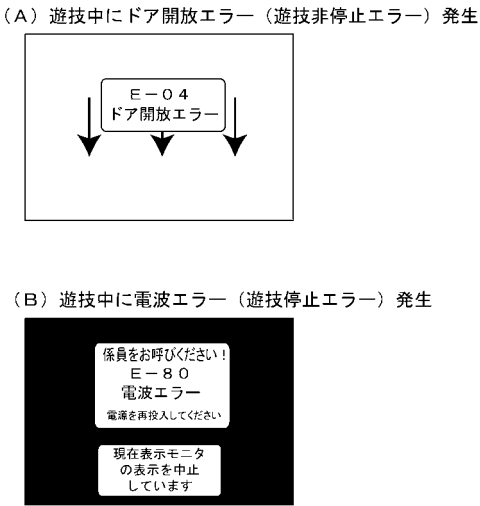 （Ａ）遊技中にドア開放エラー（遊技非停止エラー）発生
Ｅ－０４
ドア開放エラー
（Ｂ）遊技中に電波エラー（遊技停止エラー）発生
係員をお呼びください！
Ｅ－８０
電波エラー
電源を再投入してください
現在表示モニタ
の表示を中止
しています